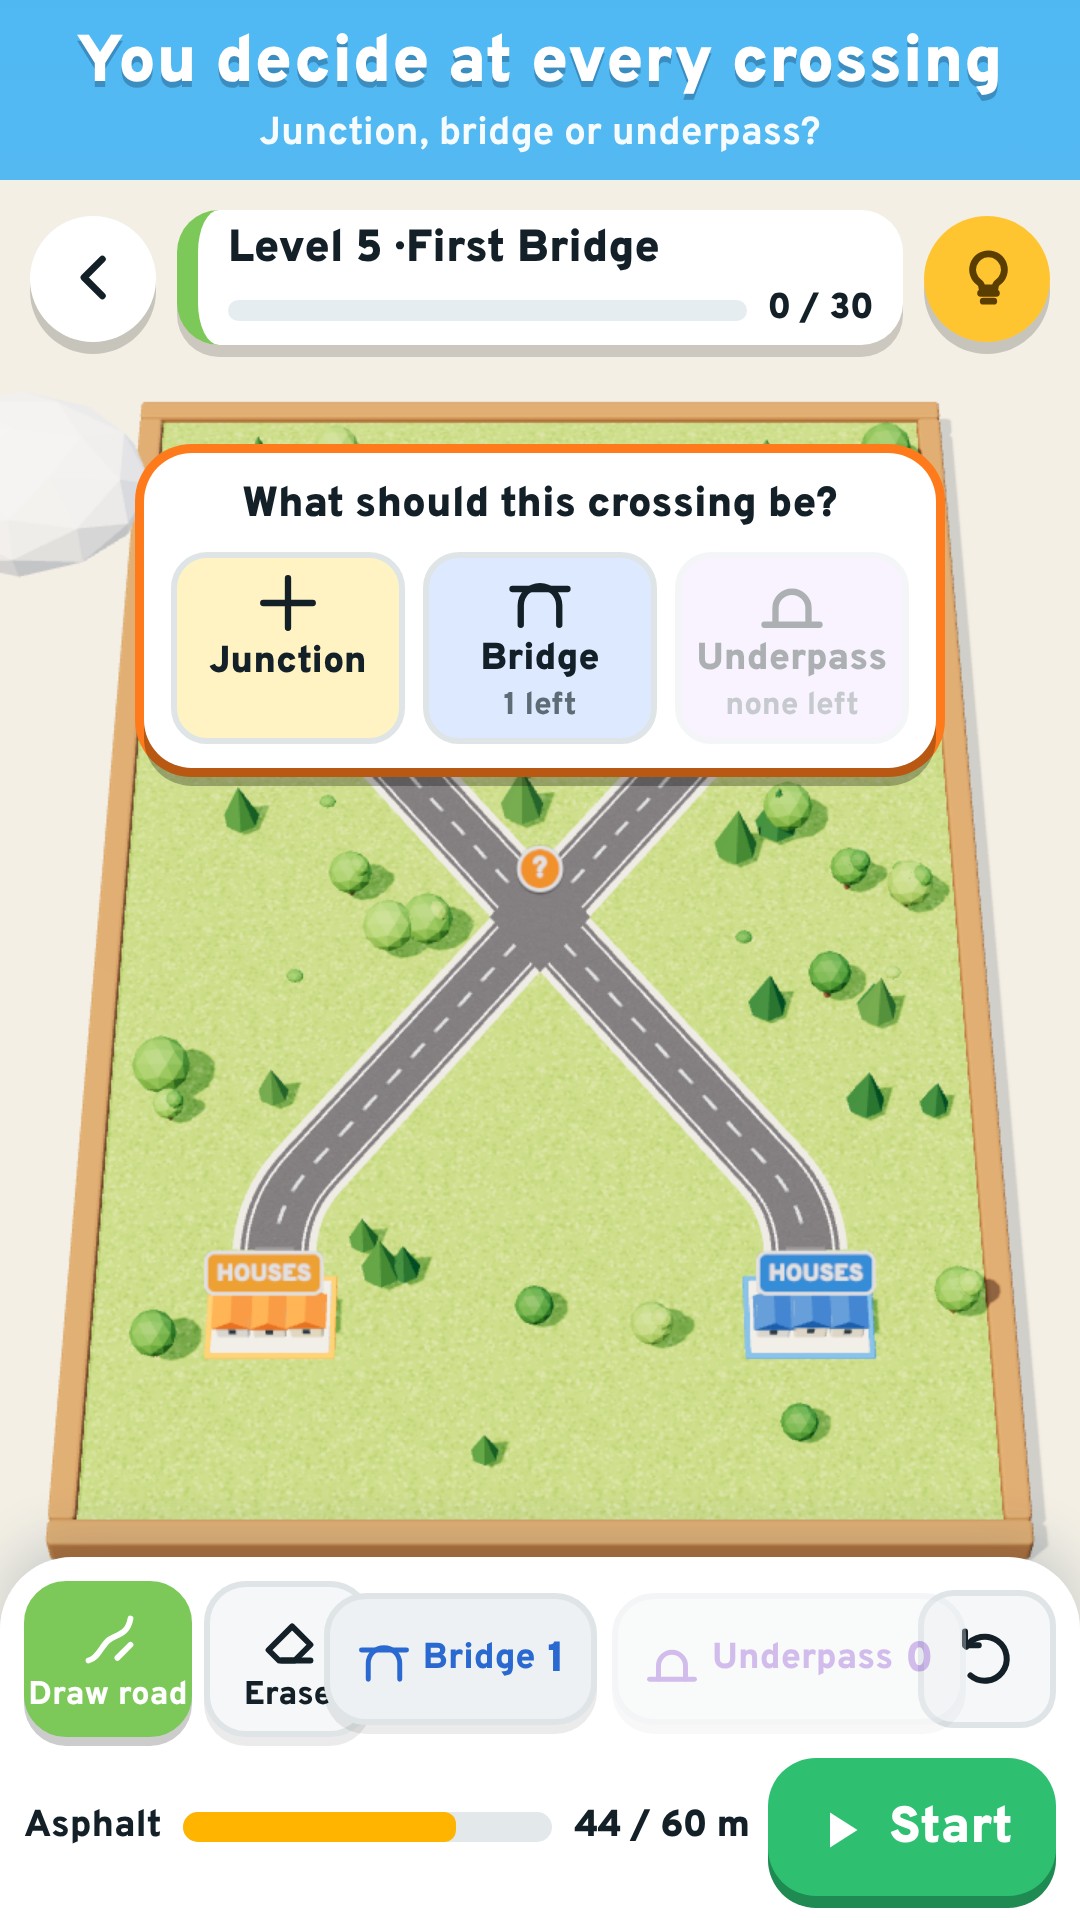 You decide at every crossing
Junction, bridge or underpass?
Level 5 ·First Bridge
0 / 30
What should this crossing be?
Junction
Bridge
1 left
Underpass
none left
?
HOUSES
HOUSES
Draw road
Erase
Bridge 1
Underpass 0
Asphalt
44 / 60 m
Start